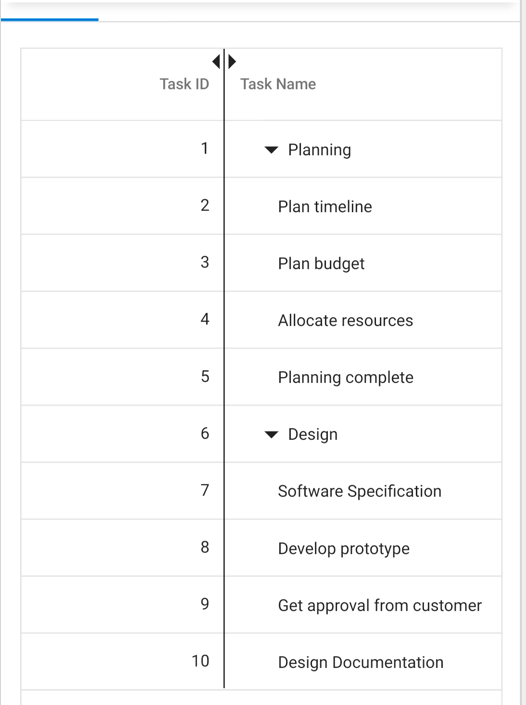 Task ID Task Name
1 Planning
2 Plan timeline
3 Plan budget
4 Allocate resources
5 Planning complete
6 Design
7 Software Specification
8 Develop prototype
9 Get approval from customer
10 Design Documentation